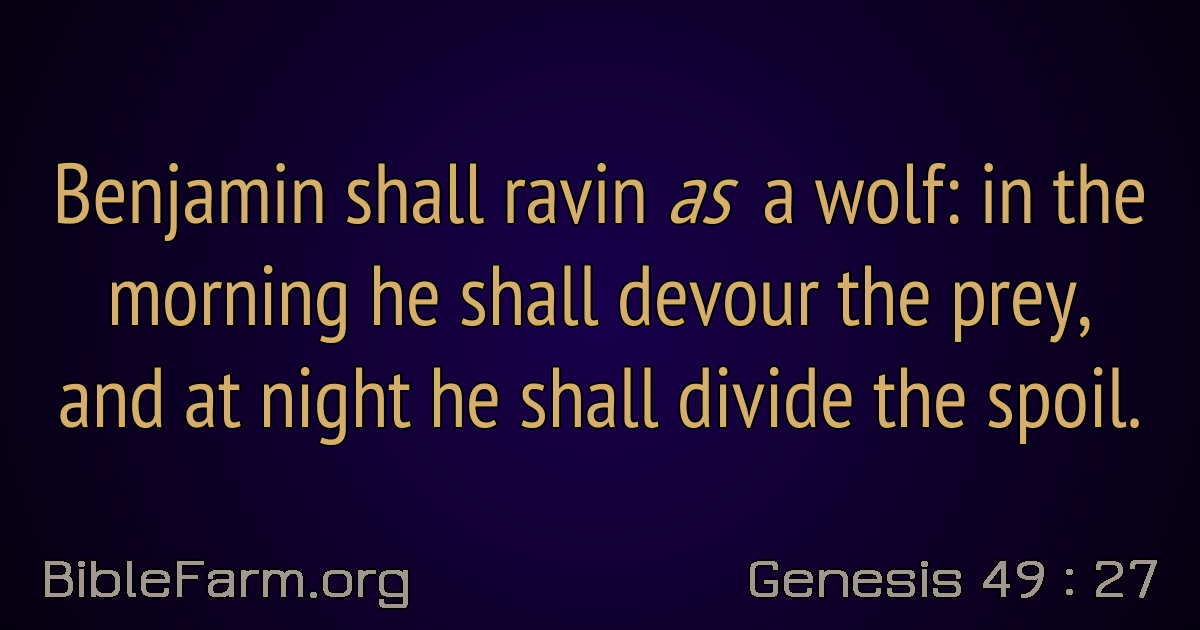 Benjamin shall ravin as a wolf: in the
morning he shall devour the prey,
and at night he shall divide the spoil.
BibleFarm.org
Genesis 49 : 27